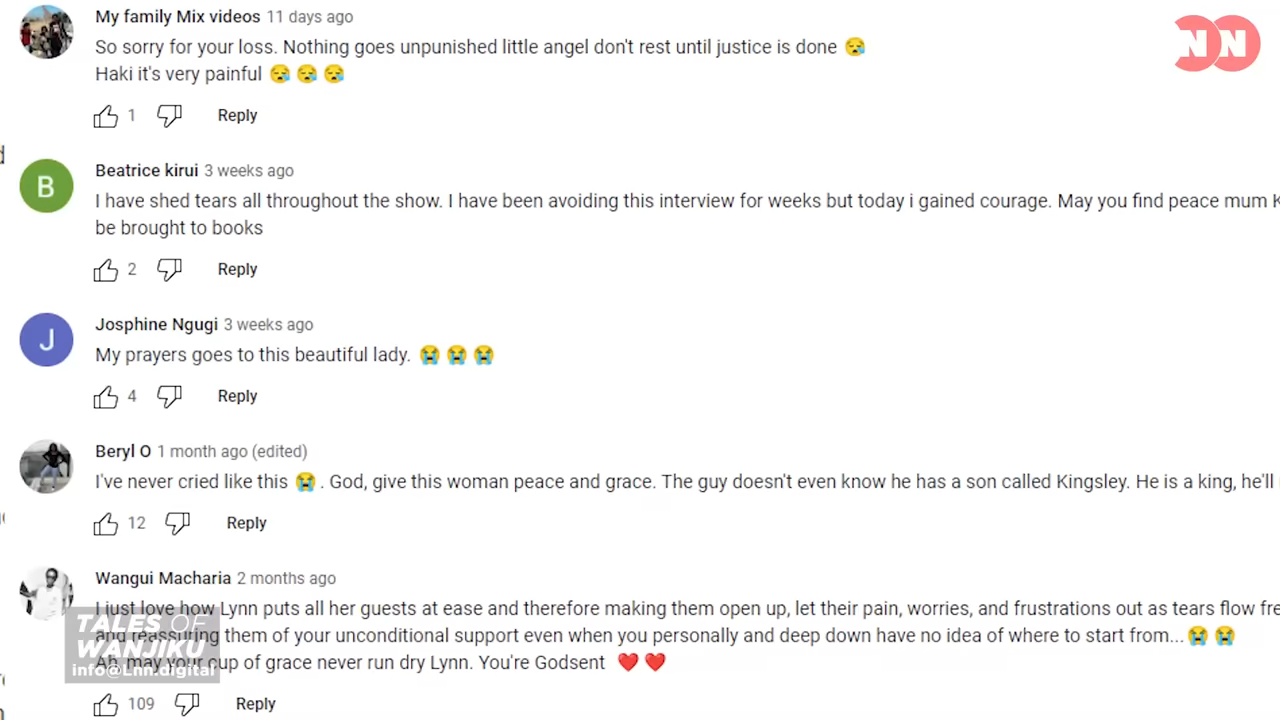 My family Mix videos 11 days ago
NN
So sorry for your loss. Nothing goes unpunished little angel don't rest until justice is done 😪
Haki it's very painful 😪 😪 😪
1 Reply
B
Beatrice kirui 3 weeks ago
I have shed tears all throughout the show. I have been avoiding this interview for weeks but today i gained courage. May you find peace mum K
be brought to books
2 Reply
J
Josphine Ngugi 3 weeks ago
My prayers goes to this beautiful lady. 😭 😭 😭
4 Reply
Beryl O 1 month ago (edited)
I've never cried like this 😭 . God, give this woman peace and grace. The guy doesn't even know he has a son called Kingsley. He is a king, he'll
12 Reply
Wangui Macharia 2 months ago
I just love how Lynn puts all her guests at ease and therefore making them open up, let their pain, worries, and frustrations out as tears flow fre
and reassuring them of your unconditional support even when you personally and deep down have no idea of where to start from... 😭 😭
Ah, may your cup of grace never run dry Lynn. You're Godsent ❤️ ❤️
TALES OF
WANJIKU
info@Lnn.digital
109 Reply